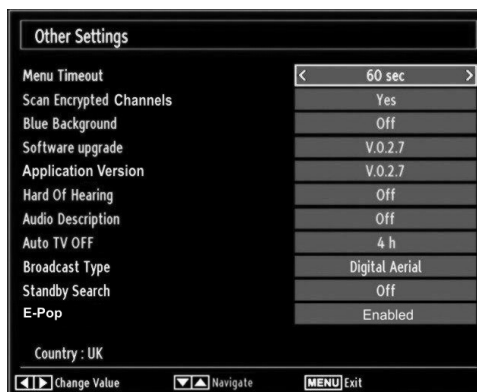 Other Settings
Menu Timeout < 60 sec >
Scan Encrypted Channels Yes
Blue Background Off
Software upgrade V.0.2.7
Application Version V.0.2.7
Hard Of Hearing Off
Audio Description Off
Auto TV OFF 4 h
Broadcast Type Digital Aerial
Standby Search Off
E-Pop Enabled
Country : UK
Change Value Navigate MENU Exit